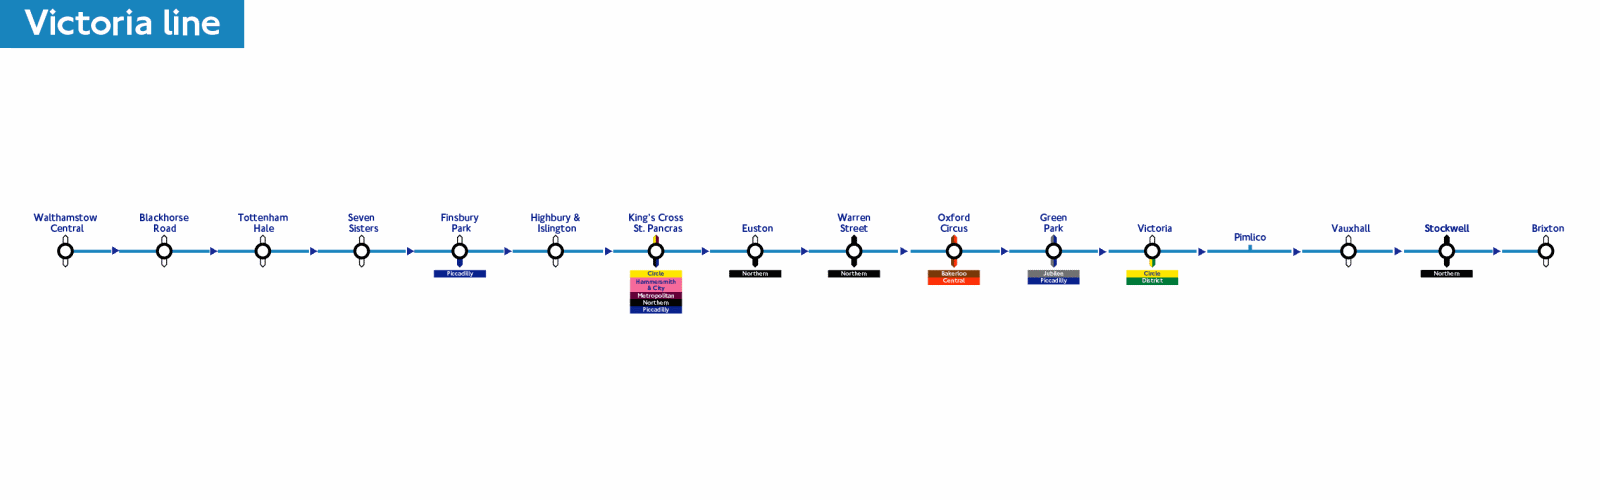 Victoria line
Walthamstow
Central
Blackhorse
Road
Tottenham
Hale
Seven
Sisters
Finsbury
Park
Piccadilly
Highbury &
Islington
King's Cross
St. Pancras
Circle
Hammersmith
& City
Metropolitan
Northern
Piccadilly
Euston
Northern
Warren
Street
Northern
Oxford
Circus
Bakerloo
Central
Green
Park
Jubilee
Piccadilly
Victoria
Circle
District
Pimlico
Vauxhall
Stockwell
Northern
Brixton